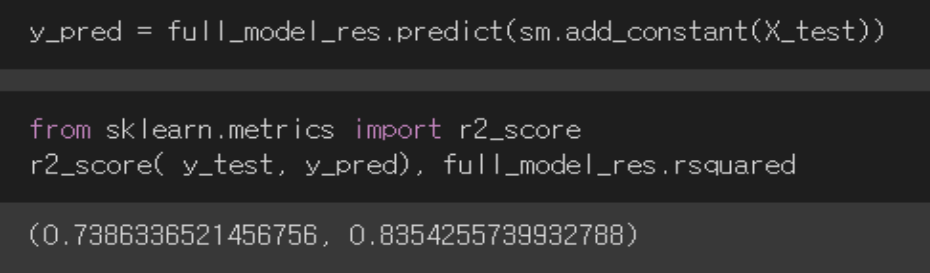 y_pred = full_model_res.predict(sm.add_constant(X_test))
from sklearn.metrics import r2_score
r2_score( y_test, y_pred), full_model_res.rsquared
(0.7386336521456756, 0.8354255739932788)